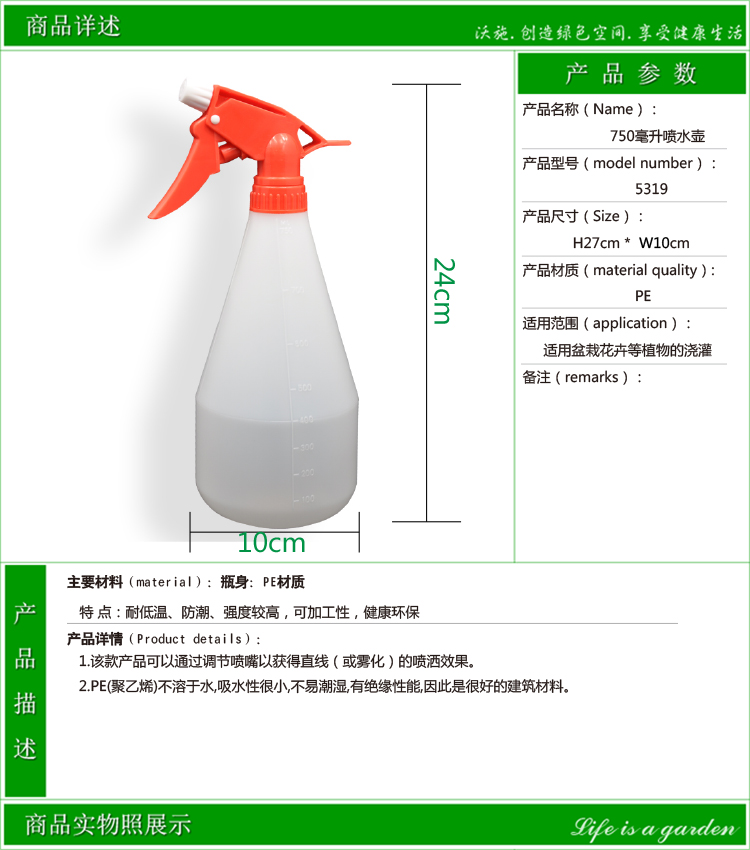 商品详述
沃施.创造绿色空间.享受健康生活
产品参数
产品名称（Name）：
750毫升喷水壶
产品型号（model number）：
5319
产品尺寸（Size）：
H27cm * W10cm
产品材质（material quality）:
PE
适用范围（application）：
适用盆栽花卉等植物的浇灌
备注（remarks）：
24cm
10cm
产品描述
主要材料（material）：瓶身: PE材质
特 点：耐低温、防潮、强度较高，可加工性，健康环保
产品详情（Product details）:
1.该款产品可以通过调节喷嘴以获得直线（或雾化）的喷洒效果。
2.PE(聚乙烯)不溶于水,吸水性很小,不易潮湿,有绝缘性能,因此是很好的建筑材料。
商品实物照展示
Life is a garden